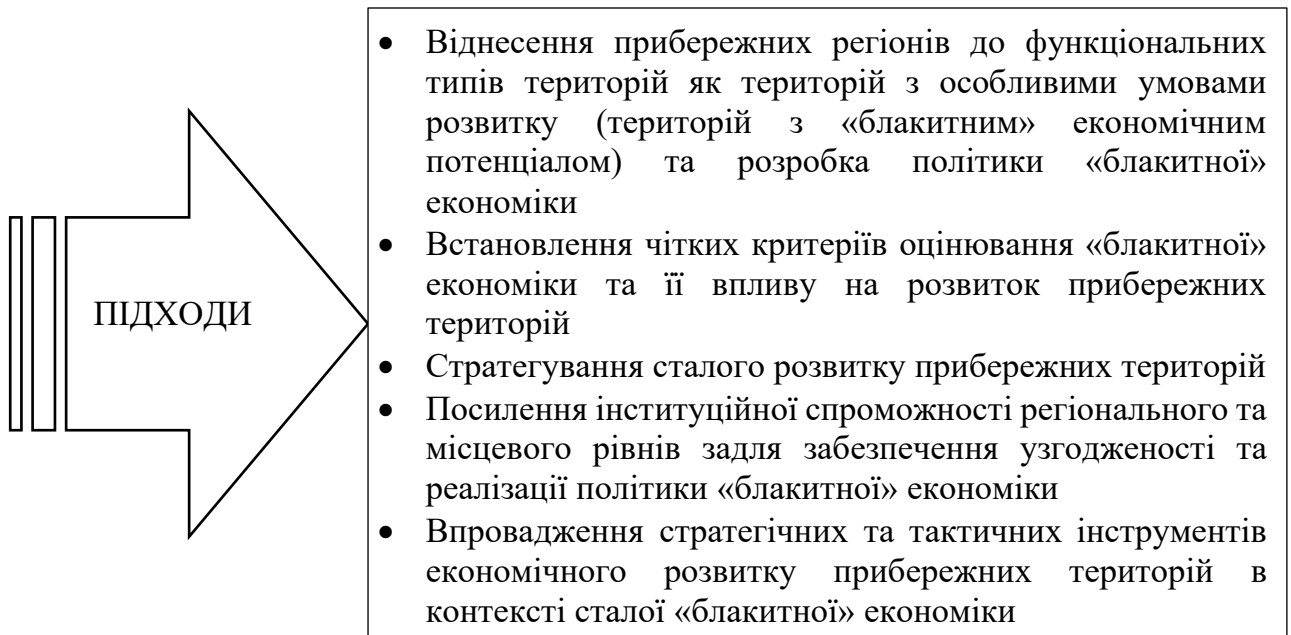 ПІДХОДИ
• Віднесення прибережних регіонів до функціональних
типів територій як територій з особливими умовами
розвитку (територій з «блакитним» економічним
потенціалом) та розробка політики «блакитної»
економіки
• Встановлення чітких критеріїв оцінювання «блакитної»
економіки та її впливу на розвиток прибережних
територій
• Стратегування сталого розвитку прибережних територій
• Посилення інституційної спроможності регіонального та
місцевого рівнів задля забезпечення узгодженості та
реалізації політики «блакитної» економіки
• Впровадження стратегічних та тактичних інструментів
економічного розвитку прибережних територій в
контексті сталої «блакитної» економіки